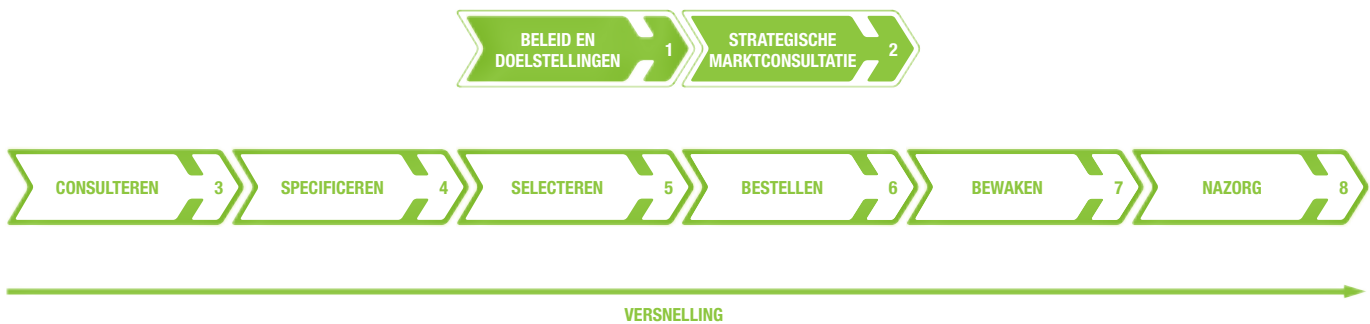 BELEID EN
DOELSTELLINGEN
1
STRATEGISCHE
MARKTCONSULTATIE
2
CONSULTEREN 3
SPECIFICEREN 4
SELECTEREN 5
BESTELLEN 6
BEWAKEN 7
NAZORG 8
VERSNELLING